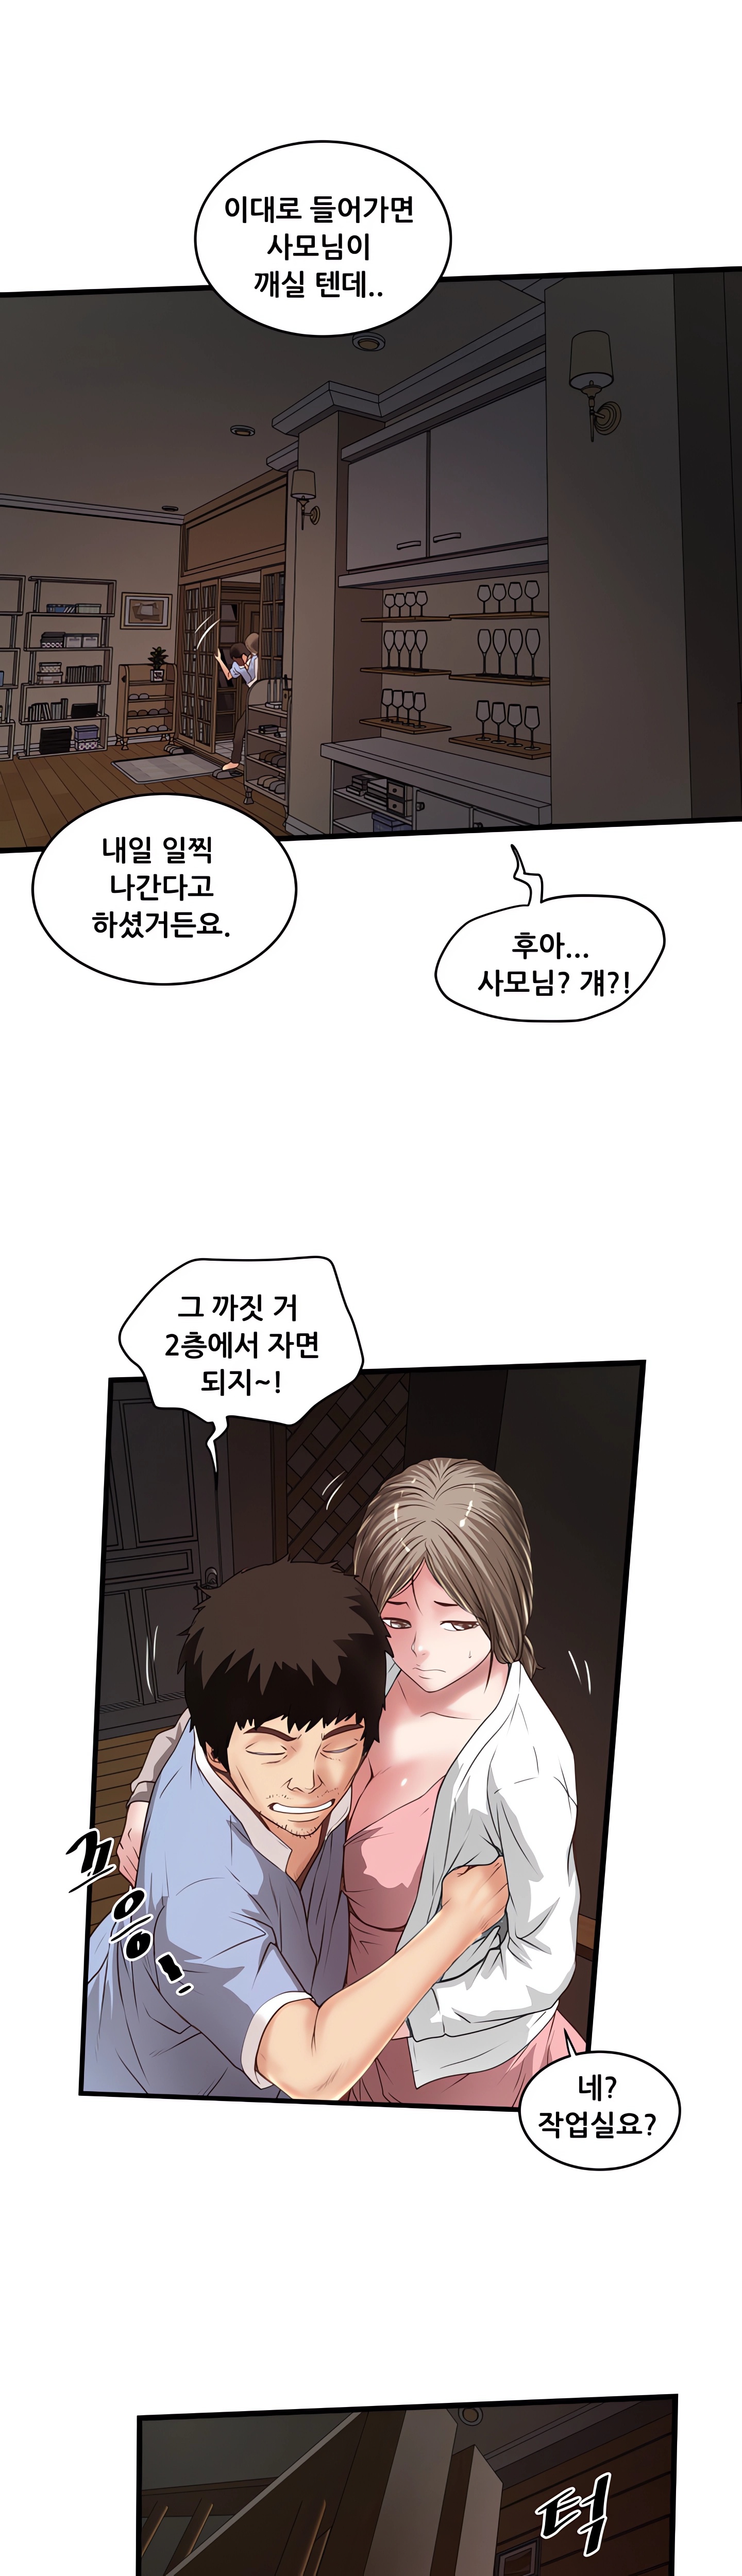 이대로 들어가면
사모님이
깨실 텐데..
내일 일찍
나간다고
하셨거든요.
후아...
사모님? 걔?!
그 까짓 거
2층에서 자면
되지~!
끄응!
네?
작업실요?
턱